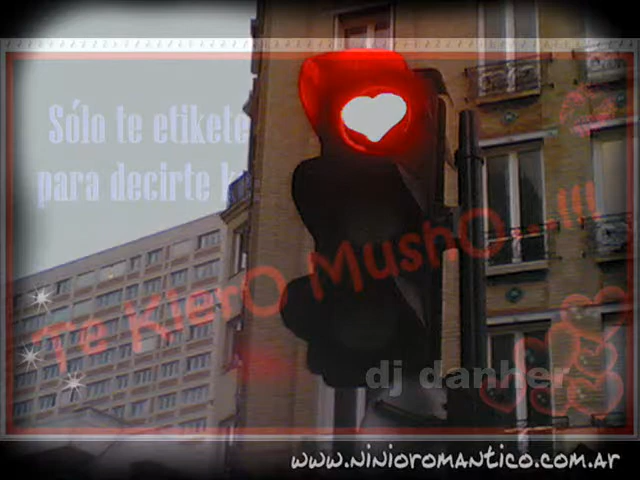 Sólo te etikete
para decirte k
Te KierO MushO...!!!
dj danher
www.ninioromantico.com.ar